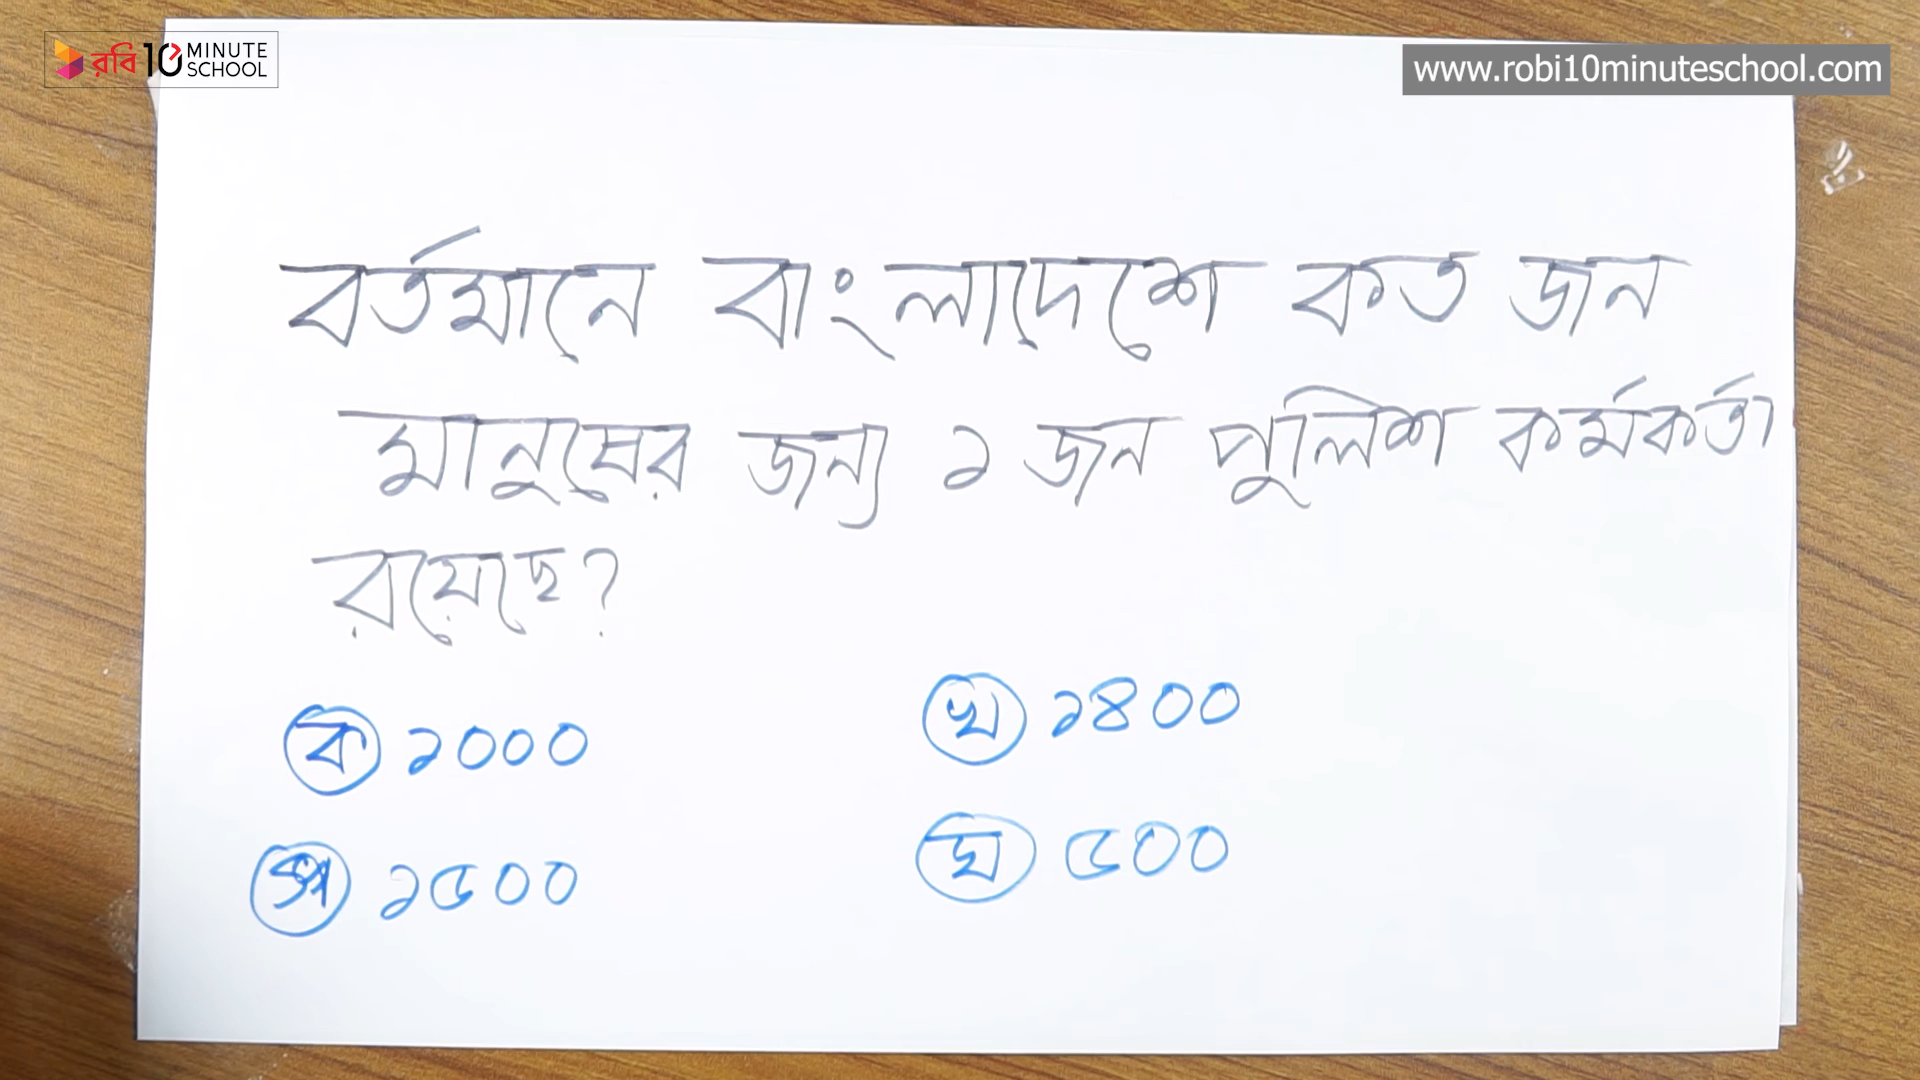 রবি 10 MINUTE SCHOOL
www.robi10minuteschool.com
বর্তমানে বাংলাদেশে কত জন
মানুষের জন্য ১ জন পুলিশ কর্মকর্তা
রয়েছে?
ক ১০০০
খ ১৪০০
গ ১৫০০
ঘ ৫০০